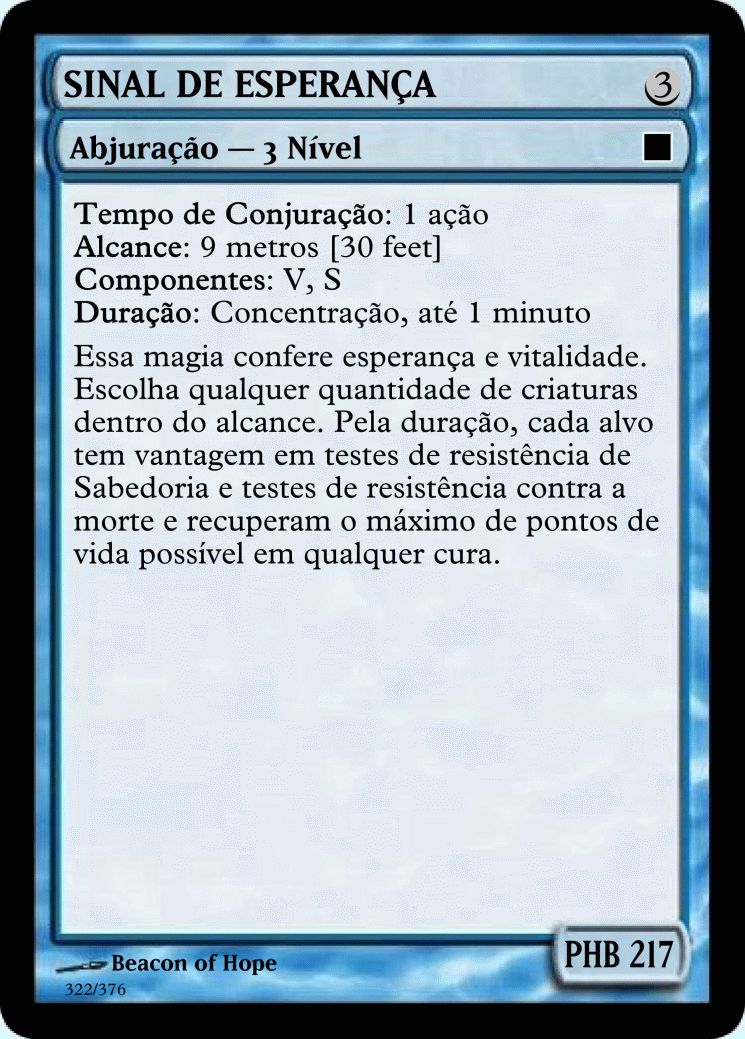 SINAL DE ESPERANÇA 3
Abjuração — 3 Nível
Tempo de Conjuração: 1 ação
Alcance: 9 metros [30 feet]
Componentes: V, S
Duração: Concentração, até 1 minuto
Essa magia confere esperança e vitalidade.
Escolha qualquer quantidade de criaturas
dentro do alcance. Pela duração, cada alvo
tem vantagem em testes de resistência de
Sabedoria e testes de resistência contra a
morte e recuperam o máximo de pontos de
vida possível em qualquer cura.
PHB 217
Beacon of Hope
322/376